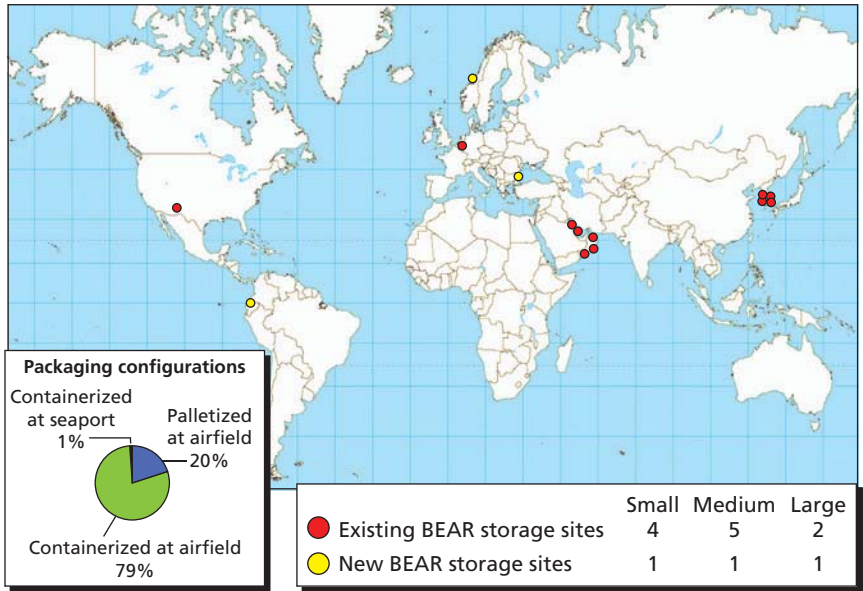 Packaging configurations
Containerized
at seaport
1%
Palletized
at airfield
20%
Containerized at airfield
79%
Small Medium Large
Existing BEAR storage sites 4 5 2
New BEAR storage sites 1 1 1